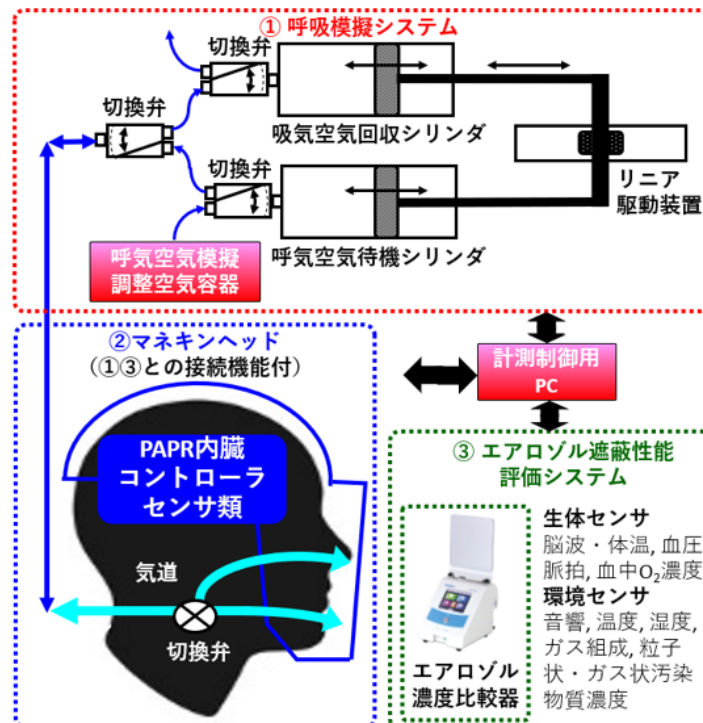 ① 呼吸模擬システム
切換弁
切換弁
吸気空気回収シリンダ
切換弁
リニア
駆動装置
呼気空気模擬
調整空気容器
呼気空気待機シリンダ
②マネキンヘッド
(①③との接続機能付)
計測制御用
PC
PAPR内臓
コントローラ
センサ類
気道
切換弁
③ エアロゾル遮蔽性能
評価システム
エアロゾル
濃度比較器
生体センサ
脳波・体温, 血圧
脈拍, 血中O₂濃度
環境センサ
音響, 温度, 湿度,
ガス組成, 粒子
状・ガス状汚染
物質濃度